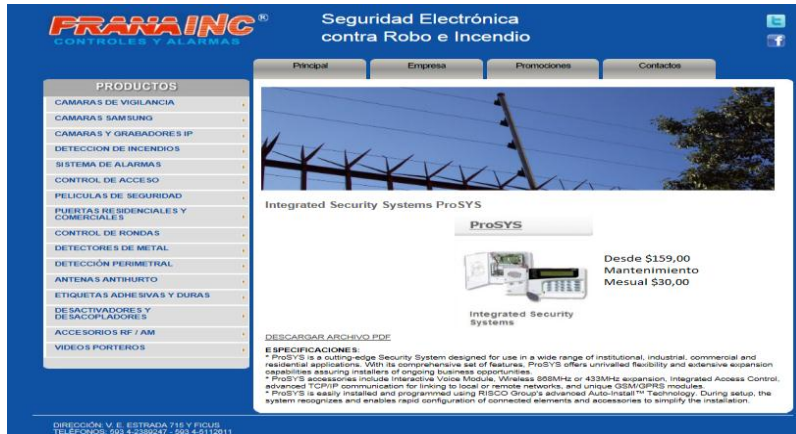 PRANA INC®
CONTROLES Y ALARMAS
Seguridad Electrónica
contra Robo e Incendio
Principal
Empresa
Promociones
Contactos
PRODUCTOS
CAMARAS DE VIGILANCIA
CAMARAS SAMSUNG
CAMARAS Y GRABADORES IP
DETECCION DE INCENDIOS
SISTEMA DE ALARMAS
CONTROL DE ACCESO
PELICULAS DE SEGURIDAD
PUERTAS RESIDENCIALES Y
COMERCIALES
CONTROL DE RONDAS
DETECTORES DE METAL
DETECCIÓN PERIMETRAL
ANTENAS ANTIHURTO
ETIQUETAS ADHESIVAS Y DURAS
DESACTIVADORES Y
DESACOPLADORES
ACCESORIOS RF / AM
VIDEOS PORTEROS
Integrated Security Systems ProSYS
ProSYS
Desde $159,00
Mantenimiento
Mesual $30,00
Integrated Security
Systems
DESCARGAR ARCHIVO PDF
ESPECIFICACIONES:
* ProSYS is a cutting-edge Security System designed for use in a wide range of institutional, industrial, commercial and
residential applications. With its comprehensive set of features, ProSYS offers unrivalled flexibility and extensive expansion
capabilities assuring installers of ongoing business opportunities.
* ProSYS accessories include Interactive Voice Module, Wireless 868MHz or 433MHz expansion, Integrated Access Control,
advanced TCP/IP communication for linking to local or remote networks, and unique GSM/GPRS modules.
* ProSYS is easily installed and programmed using RISCO Group's advanced Auto-Install™ Technology. During setup, the
system recognizes and enables rapid configuration of connected elements and accessories to simplify the installation.
DIRECCIÓN: V. E. ESTRADA 715 Y FICUS
TELÉFONOS: 593 4-2389247 - 593 4-5112611